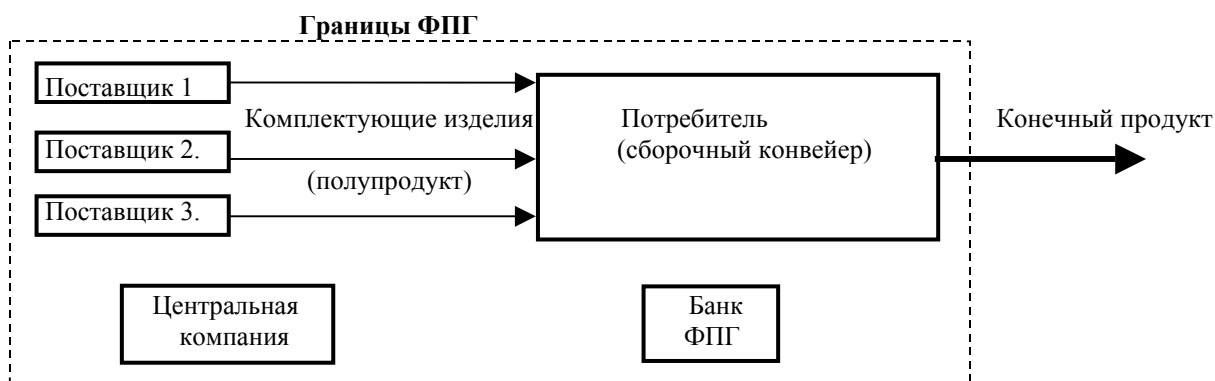 Границы ФПГ
Поставщик 1
Комплектующие изделия
Поставщик 2.
(полупродукт)
Поставщик 3.
Потребитель
(сборочный конвейер)
Конечный продукт
Центральная
компания
Банк
ФПГ